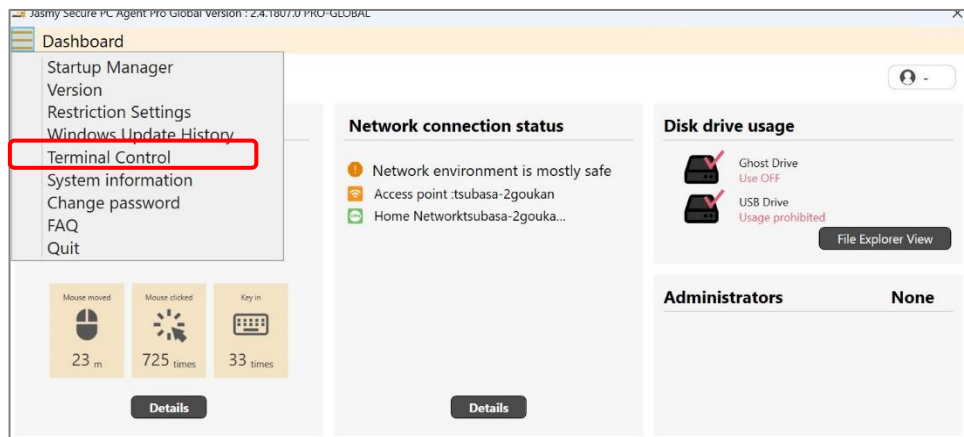 Jasmy Secure PC Agent Pro Global Version : 2.4.1807.0 PRO-GLOBAL
Dashboard
Startup Manager
Version
Restriction Settings
Windows Update History
Terminal Control
System information
Change password
FAQ
Quit
-
Mouse moved
23 m
Mouse clicked
725 times
Key in
33 times
Details
Network connection status
Network environment is mostly safe
Access point :tsubasa-2goukan
Home Networktsubasa-2gouka...
Details
Disk drive usage
Ghost Drive
Use OFF
USB Drive
Usage prohibited
File Explorer View
Administrators None